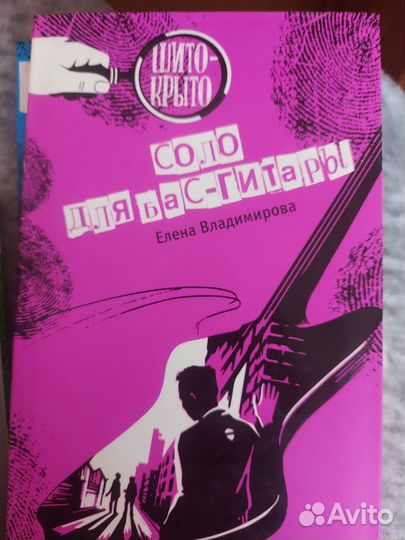 ШИТО-
КРЫТО
СОЛО
ДЛЯ БАС-ГИТАРЫ
Елена Владимирова
Avito